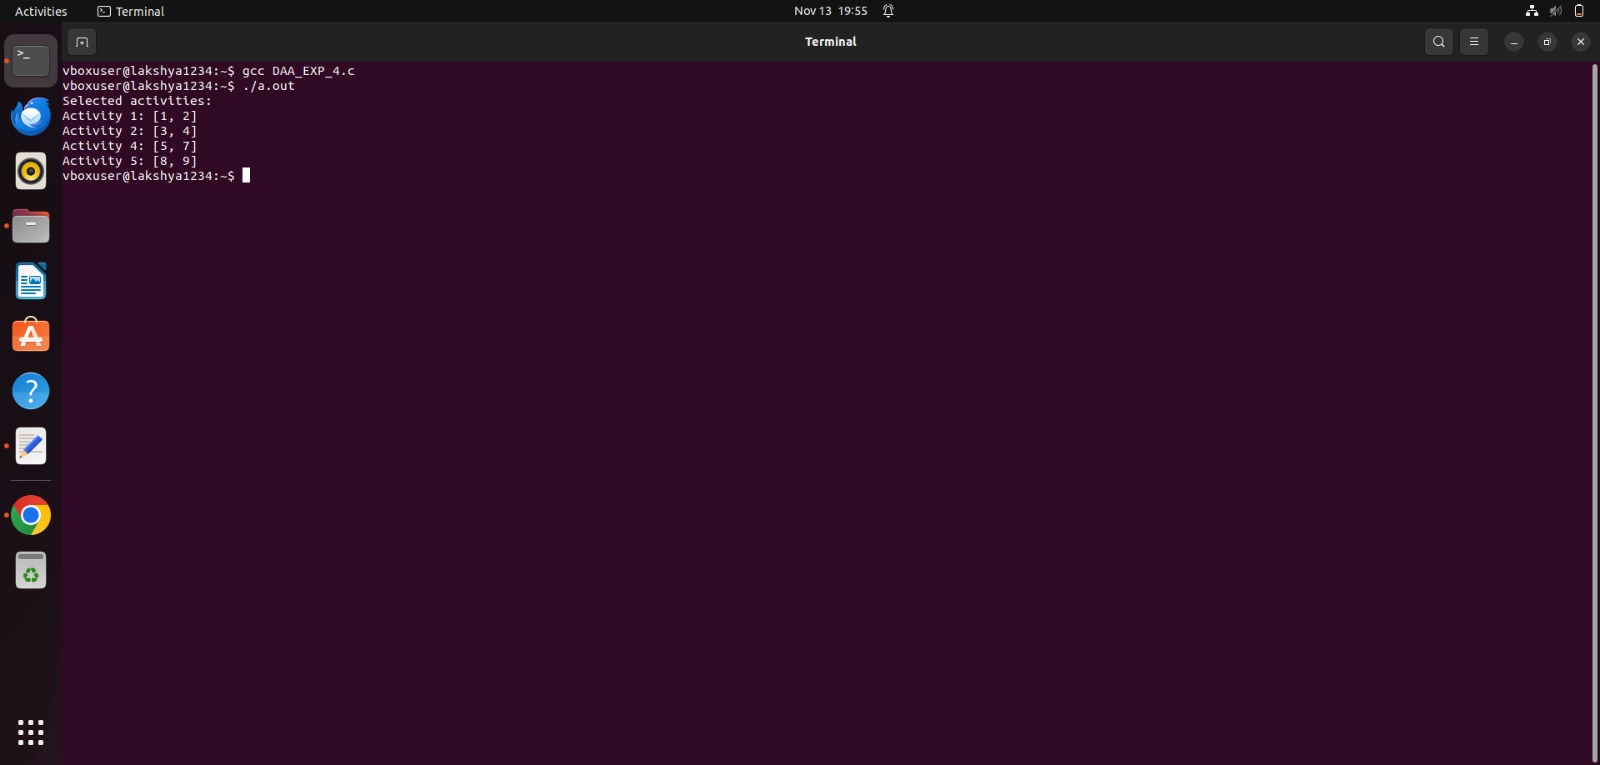 Activities Terminal Nov 13 19:55
Terminal
vboxuser@lakshya1234:~$ gcc DAA_EXP_4.c
vboxuser@lakshya1234:~$ ./a.out
Selected activities:
Activity 1: [1, 2]
Activity 2: [3, 4]
Activity 4: [5, 7]
Activity 5: [8, 9]
vboxuser@lakshya1234:~$